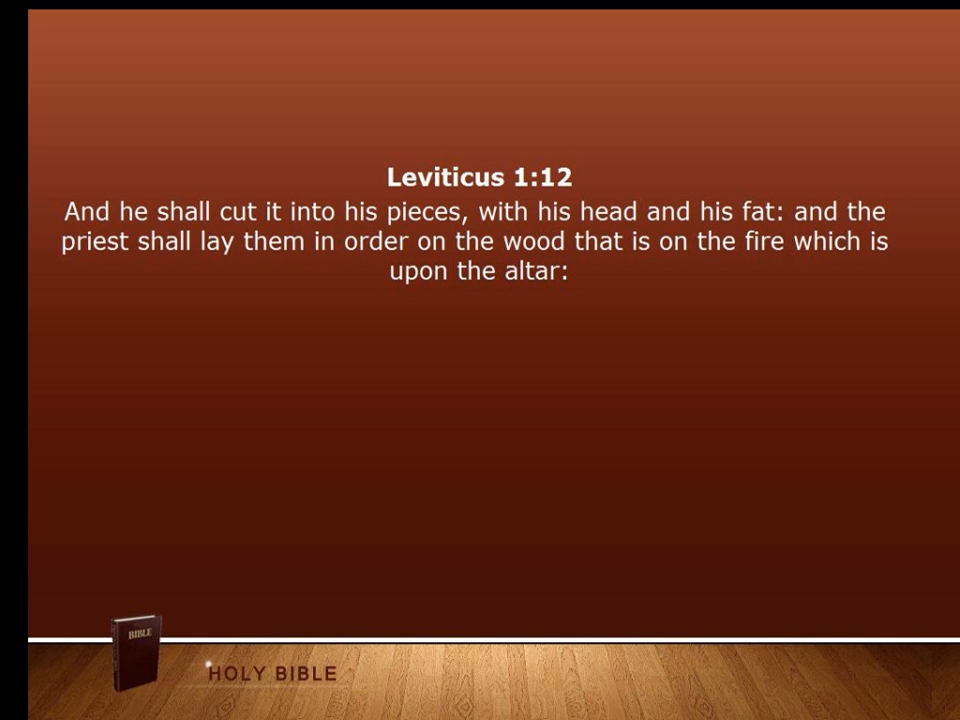 Leviticus 1:12
And he shall cut it into his pieces, with his head and his fat: and the
priest shall lay them in order on the wood that is on the fire which is
upon the altar:
BIBLE
HOLY BIBLE